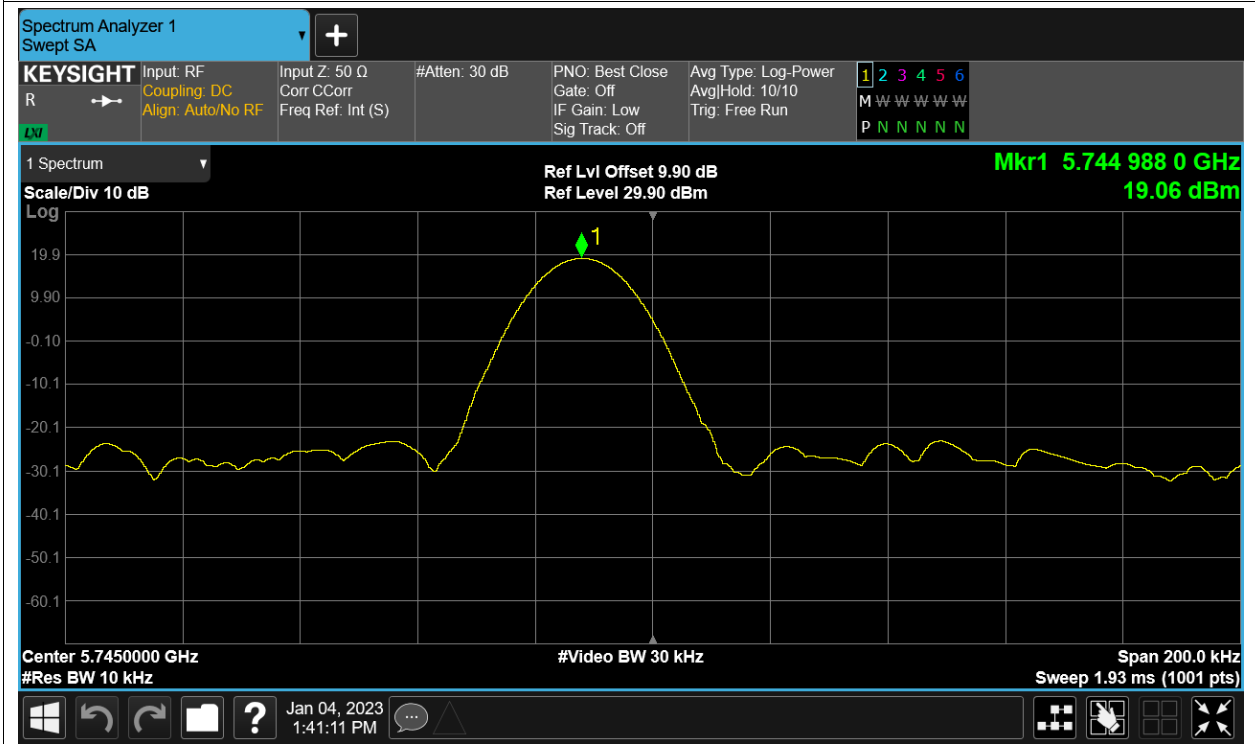 Spectrum Analyzer 1
Swept SA
▼
+
KEYSIGHT
R
LXI
Input: RF
Coupling: DC
Align: Auto/No RF
Input Z: 50 Ω
Corr CCorr
Freq Ref: Int (S)
#Atten: 30 dB
PNO: Best Close
Gate: Off
IF Gain: Low
Sig Track: Off
Avg Type: Log-Power
Avg|Hold: 10/10
Trig: Free Run
1 2 3 4 5 6
M W W W W W
P N N N N N
1 Spectrum ▼
Scale/Div 10 dB
Log
Ref Lvl Offset 9.90 dB
Ref Level 29.90 dBm
Mkr1 5.744 988 0 GHz
19.06 dBm
1
19.9
9.90
-0.10
-10.1
-20.1
-30.1
-40.1
-50.1
-60.1
Center 5.7450000 GHz
#Res BW 10 kHz
#Video BW 30 kHz
Span 200.0 kHz
Sweep 1.93 ms (1001 pts)
?
Jan 04, 2023
1:41:11 PM